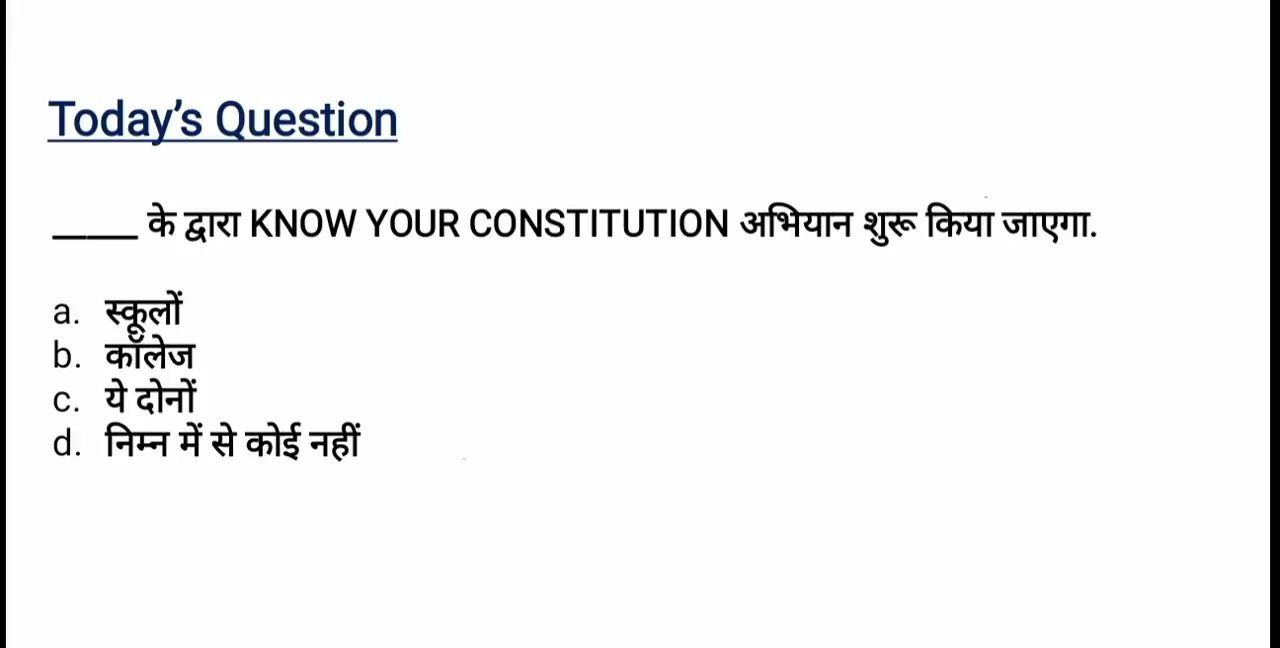 Today’s Question
_____ के द्वारा KNOW YOUR CONSTITUTION अभियान शुरू किया जाएगा.
a. स्कूलों
b. कॉलेज
c. ये दोनों
d. निम्न में से कोई नहीं